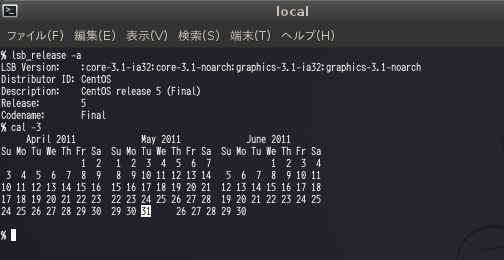 local
ファイル(F) 編集(E) 表示(V) 検索(S) 端末(T) ヘルプ(H)
% lsb_release -a
LSB Version:    :core-3.1-ia32:core-3.1-noarch:graphics-3.1-ia32:graphics-3.1-noarch
Distributor ID: CentOS
Description:    CentOS release 5 (Final)
Release:        5
Codename:       Final
% cal -3
     April 2011             May 2011             June 2011
Su Mo Tu We Th Fr Sa  Su Mo Tu We Th Fr Sa  Su Mo Tu We Th Fr Sa
                1  2   1  2  3  4  5  6  7            1  2  3  4
 3  4  5  6  7  8  9   8  9 10 11 12 13 14   5  6  7  8  9 10 11
10 11 12 13 14 15 16  15 16 17 18 19 20 21  12 13 14 15 16 17 18
17 18 19 20 21 22 23  22 23 24 25 26 27 28  19 20 21 22 23 24 25
24 25 26 27 28 29 30  29 30 31     26 27 28 29 30
%